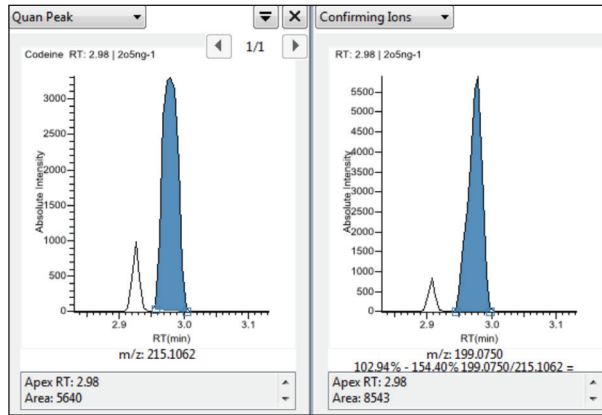 Quan Peak
1/1
Codeine RT: 2.98 | 2o5ng-1
Absolute Intensity
3000
2500
2000
1500
1000
500
0
2.9 3.0 3.1
RT(min)
m/z: 215.1062
Apex RT: 2.98
Area: 5640
Confirming Ions
RT: 2.98 | 2o5ng-1
Absolute Intensity
5500
5000
4500
4000
3500
3000
2500
2000
1500
1000
500
0
2.9 3.0 3.1
RT(min)
m/z: 199.0750
102.94% - 154.40% 199.0750/215.1062 =
Apex RT: 2.98
Area: 8543